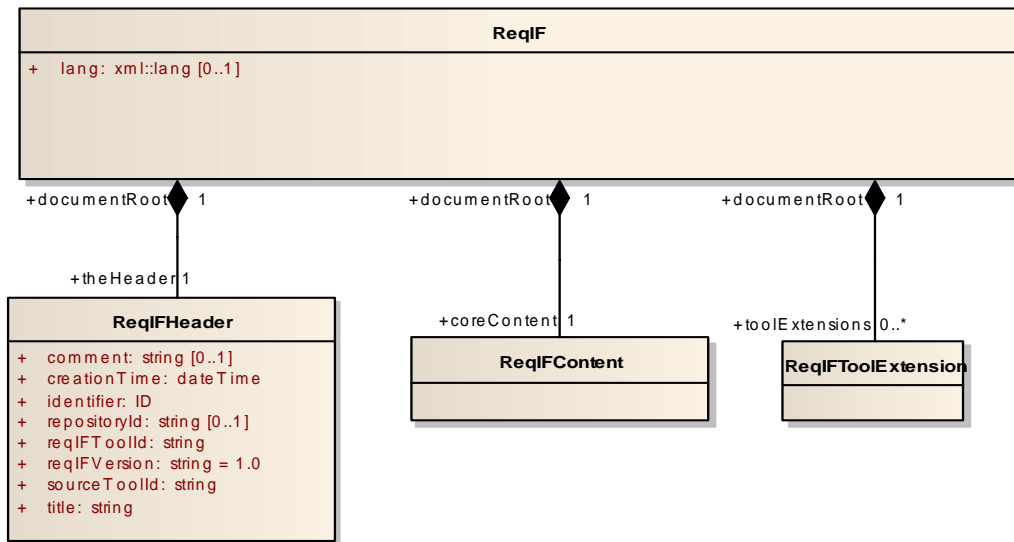 ReqIF
+ lang: xml::lang [0..1]
+documentRoot 1 +documentRoot 1 +documentRoot 1
+theHeader 1
+coreContent 1 +toolExtensions 0..*
ReqIFHeader
ReqIFContent ReqIFToolExtension
+ comment: string [0..1]
+ creationTime: dateTime
+ identifier: ID
+ repositoryId: string [0..1]
+ reqIFToolId: string
+ reqIFVersion: string = 1.0
+ sourceToolId: string
+ title: string